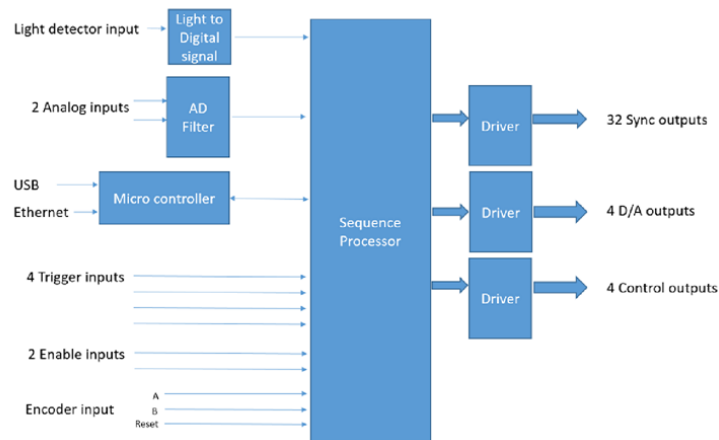 Light detector input
Light to
Digital
signal
2 Analog inputs
AD
Filter
USB
Ethernet
Micro controller
4 Trigger inputs
2 Enable inputs
Encoder input
A
B
Reset
Sequence
Processor
Driver
32 Sync outputs
Driver
4 D/A outputs
Driver
4 Control outputs